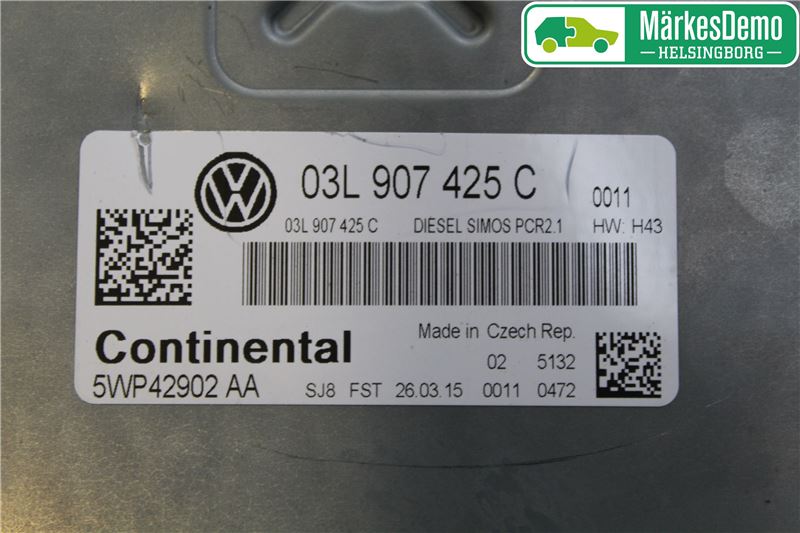 MärkesDemo
HELSINGBORG
VW 03L 907 425 C 0011
03L 907 425 C DIESEL SIMOS PCR2.1 HW: H43
Continental Made in Czech Rep.
02 5132
5WP42902 AA SJ8 FST 26.03.15 0011 0472